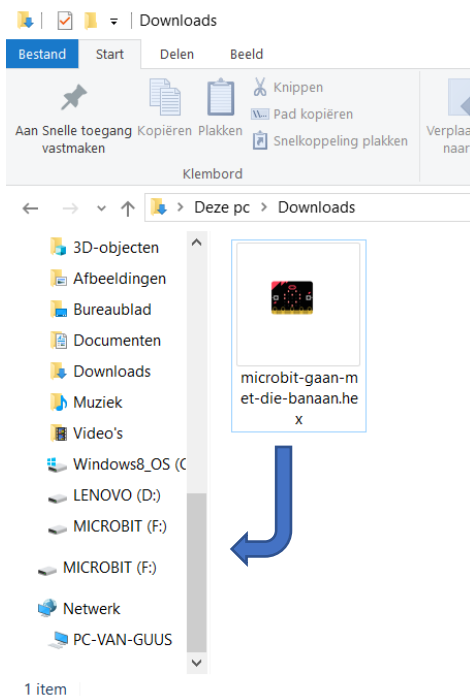 Downloads
Bestand Start Delen Beeld
Aan Snelle toegang vastmaken
Kopiëren
Plakken
Knippen
Pad kopiëren
Snelkoppeling plakken
Klembord
Deze pc > Downloads
3D-objecten
Afbeeldingen
Bureaublad
Documenten
Downloads
Muziek
Video's
Windows8_OS (C
LENOVO (D:)
MICROBIT (F:)
MICROBIT (F:)
Netwerk
PC-VAN-GUUS
microbit-gaan-m
et-die-banaan.he
x
1 item